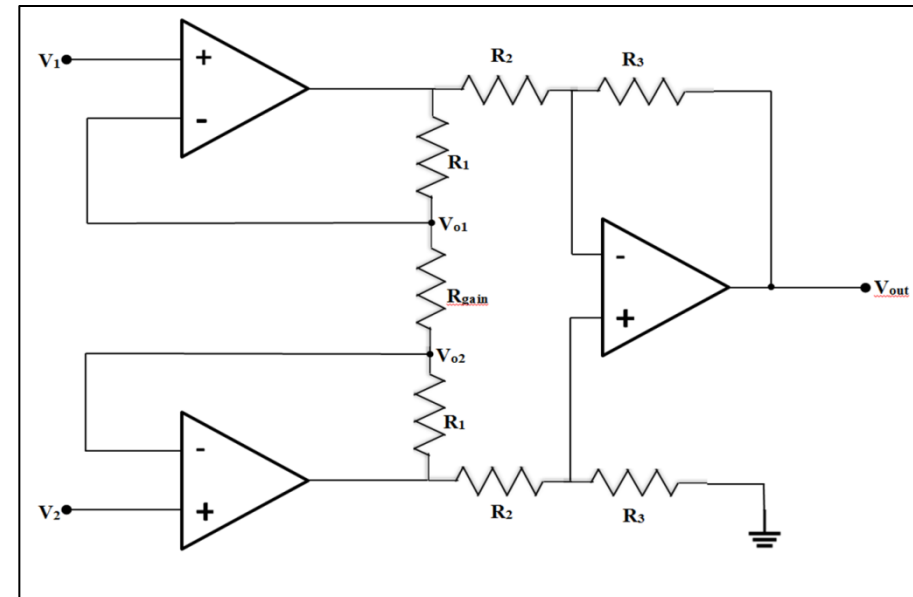 R₂
R₃
V₁
+
-
R₁
Vₒ₁
-
Rgain
Vout
+
Vₒ₂
R₁
-
V₂
+
R₂
R₃